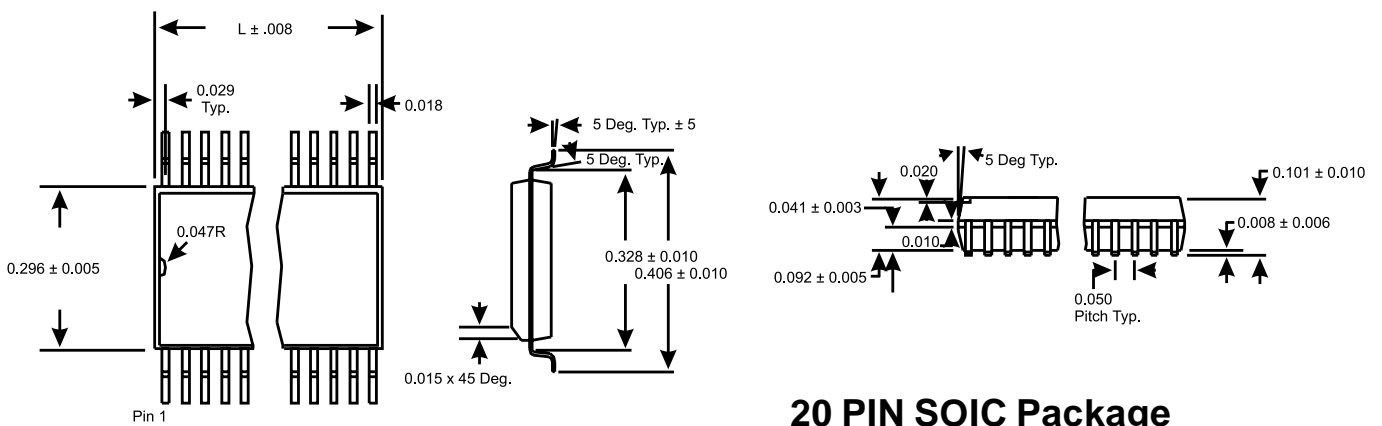 L ± .008
0.029
Typ.
0.018
0.047R
0.296 ± 0.005
Pin 1
5 Deg. Typ. ± 5
5 Deg. Typ.
0.328 ± 0.010
0.406 ± 0.010
0.015 x 45 Deg.
5 Deg Typ.
0.020
0.101 ± 0.010
0.041 ± 0.003
0.008 ± 0.006
0.010
0.092 ± 0.005
0.050
Pitch Typ.
20 PIN SOIC Package